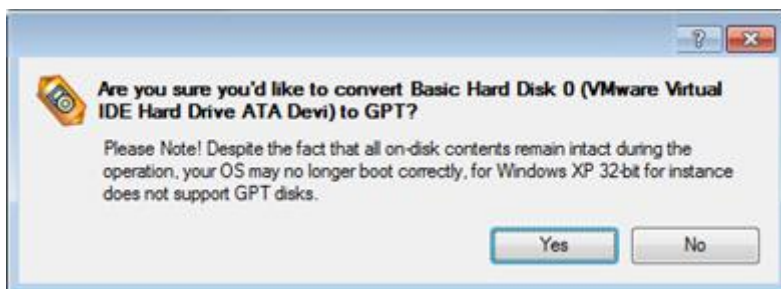 Are you sure you'd like to convert Basic Hard Disk 0 (VMware Virtual
IDE Hard Drive ATA Devi) to GPT?
Please Note! Despite the fact that all on-disk contents remain intact during the
operation, your OS may no longer boot correctly, for Windows XP 32-bit for instance
does not support GPT disks.
Yes No